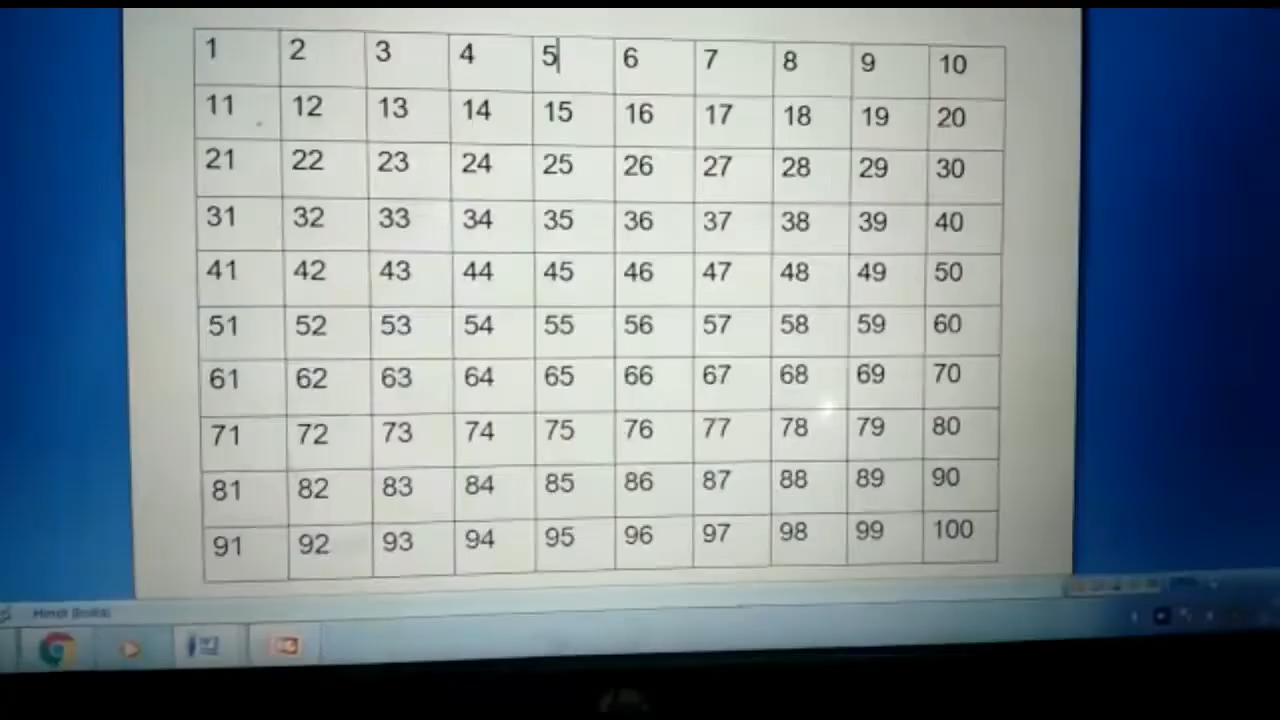 1 2 3 4 5 6 7 8 9 10
11 12 13 14 15 16 17 18 19 20
21 22 23 24 25 26 27 28 29 30
31 32 33 34 35 36 37 38 39 40
41 42 43 44 45 46 47 48 49 50
51 52 53 54 55 56 57 58 59 60
61 62 63 64 65 66 67 68 69 70
71 72 73 74 75 76 77 78 79 80
81 82 83 84 85 86 87 88 89 90
91 92 93 94 95 96 97 98 99 100
Hindi (India)